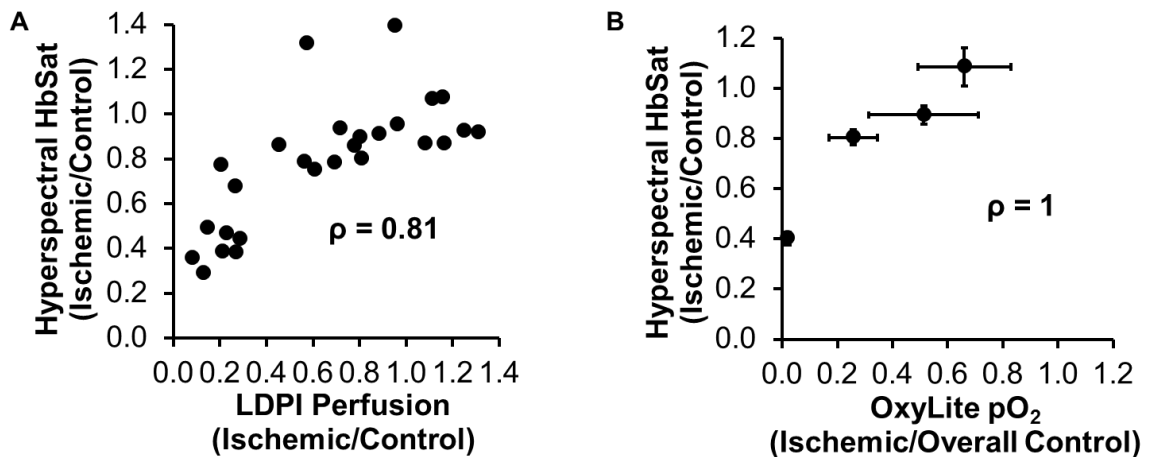 A
Hyperspectral HbSat
(Ischemic/Control)
1.4
1.2
1.0
0.8
0.6
0.4
0.2
0.0
ρ = 0.81
0.0 0.2 0.4 0.6 0.8 1.0 1.2 1.4
LDPI Perfusion
(Ischemic/Control)
B
Hyperspectral HbSat
(Ischemic/Control)
1.2
1.0
0.8
0.6
0.4
0.2
0.0
ρ = 1
0.0 0.2 0.4 0.6 0.8 1.0 1.2
OxyLite pO₂
(Ischemic/Overall Control)